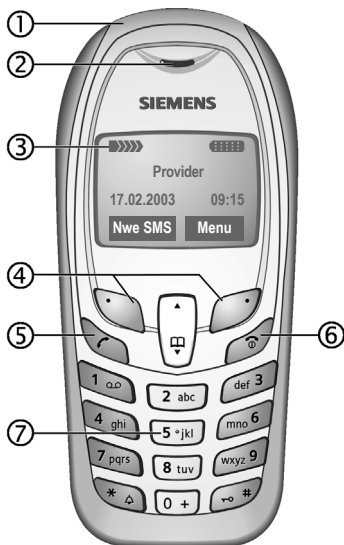 ①
②
SIEMENS
③
Provider
17.02.2003 09:15
Nwe SMS Menu
④
⑤ ⑥
1 def 3
2 abc
4 ghi mno 6
⑦ 5 jkl
7 pqrs wxyz 9
8 tuv
* #
0 +